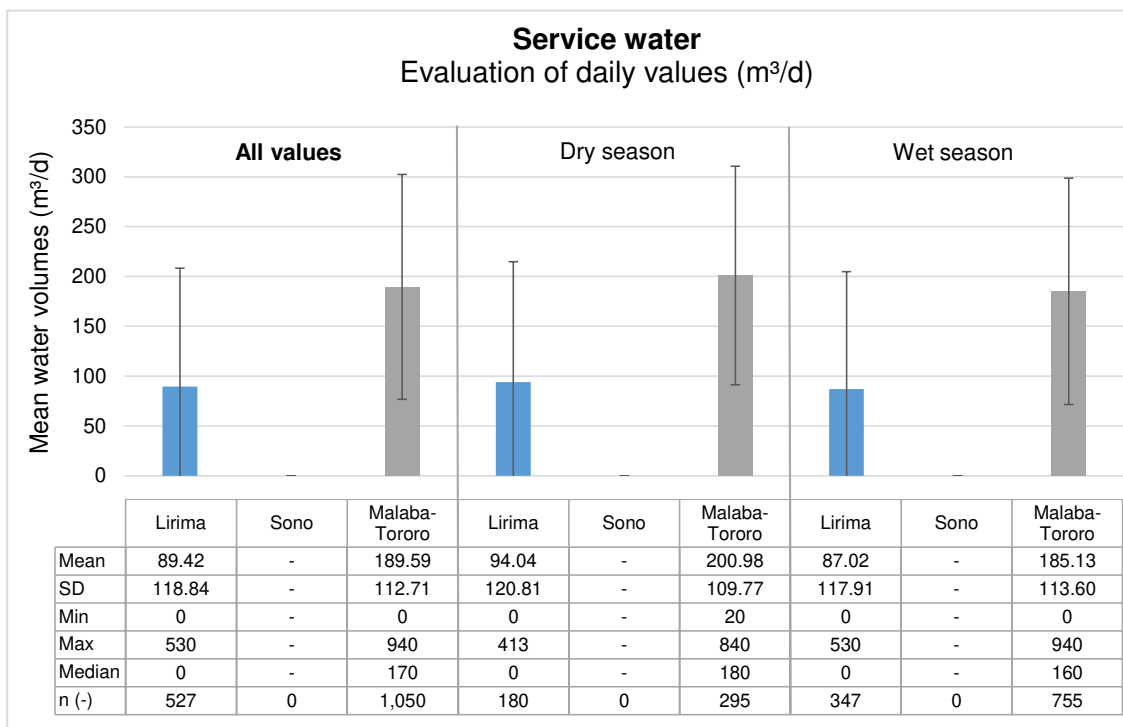 Service water
Evaluation of daily values (m³/d)
Mean water volumes (m³/d)
350
300
250
200
150
100
50
0
All values Dry season Wet season
Lirima Sono Malaba-Tororo Lirima Sono Malaba-Tororo Lirima Sono Malaba-Tororo
Mean 89.42 - 189.59 94.04 - 200.98 87.02 - 185.13
SD 118.84 - 112.71 120.81 - 109.77 117.91 - 113.60
Min 0 - 0 0 - 20 0 - 0
Max 530 - 940 413 - 840 530 - 940
Median 0 - 170 0 - 180 0 - 160
n (-) 527 0 1,050 180 0 295 347 0 755